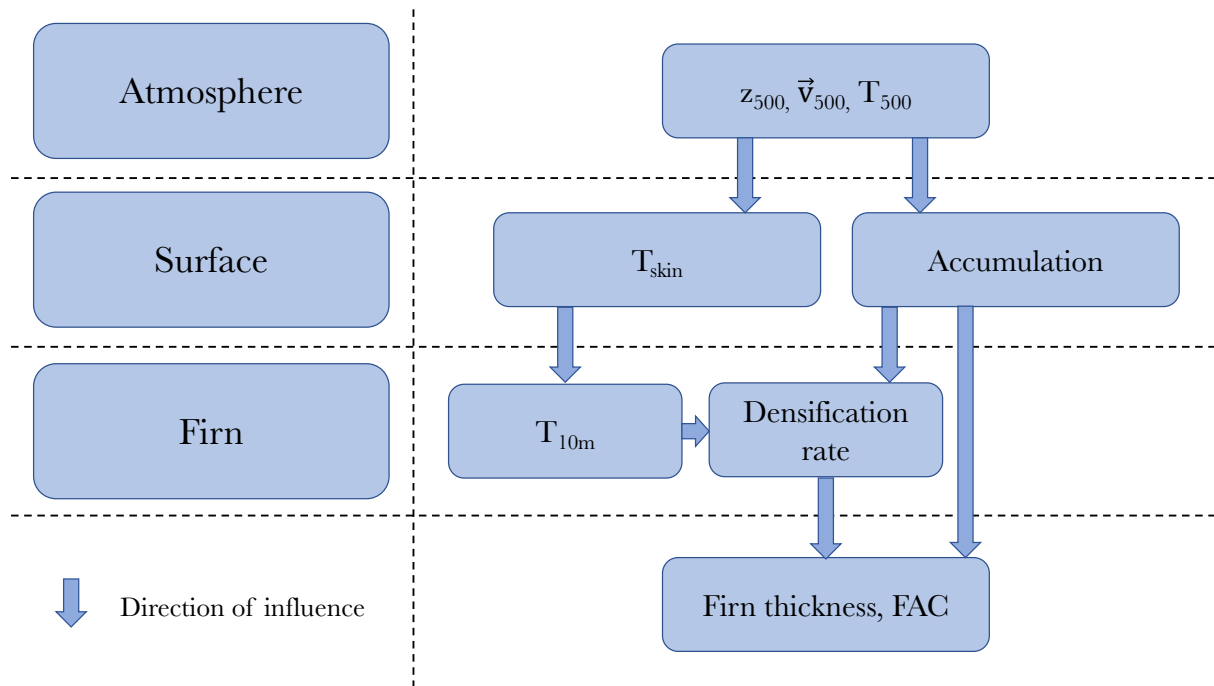 Atmosphere
z500, v⃗500, T500
Surface
Tskin
Accumulation
Firn
T10m
Densification
rate
Direction of influence
Firn thickness, FAC